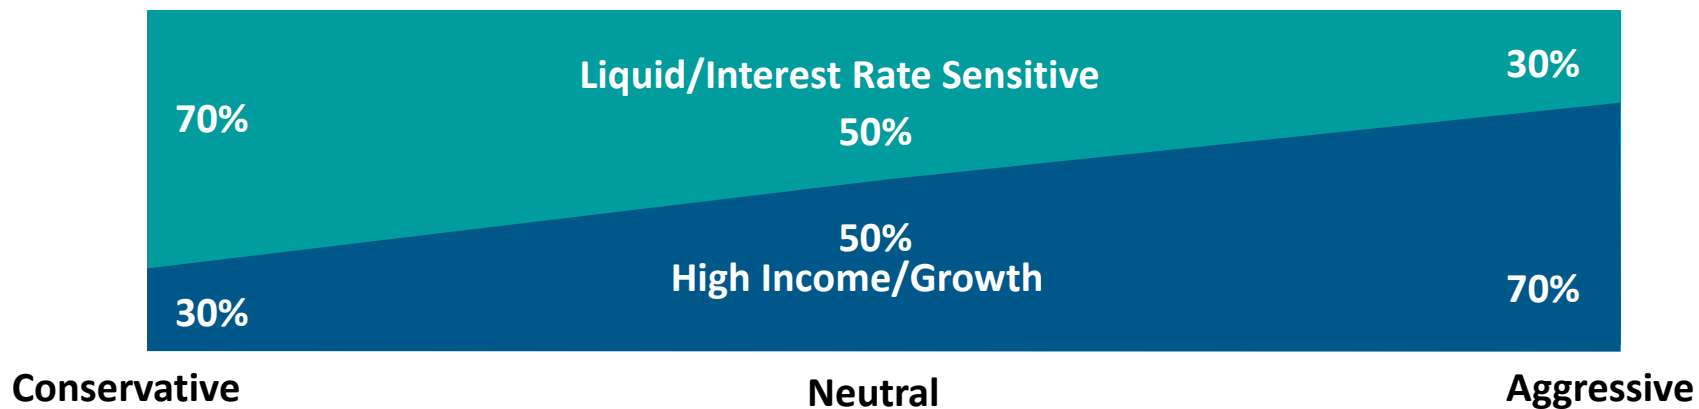 Liquid/Interest Rate Sensitive
30%
70%
50%
50%
High Income/Growth
70%
30%
Conservative
Neutral
Aggressive